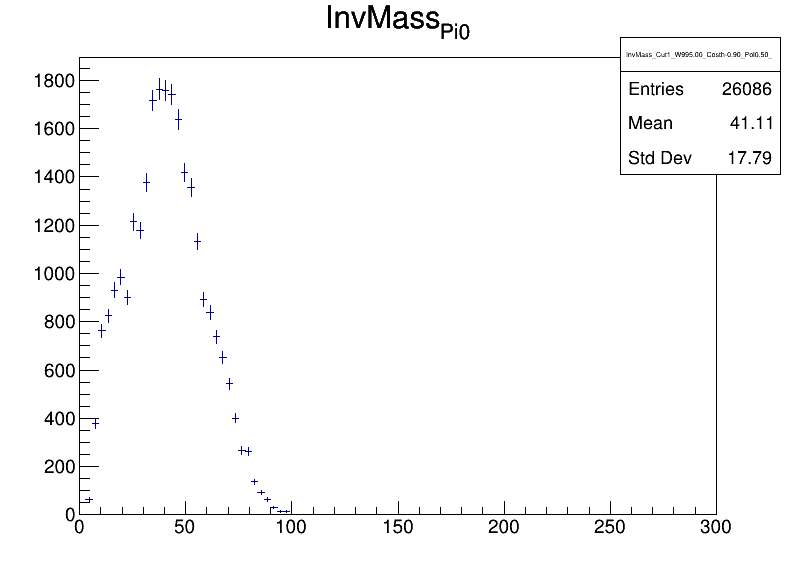 InvMass_Pi0
InvMass_Cut1_W995.00_Costh-0.90_Pol0.50_
Entries 26086
Mean 41.11
Std Dev 17.79
1800
1600
1400
1200
1000
800
600
400
200
0
0 50 100 150 200 250 300